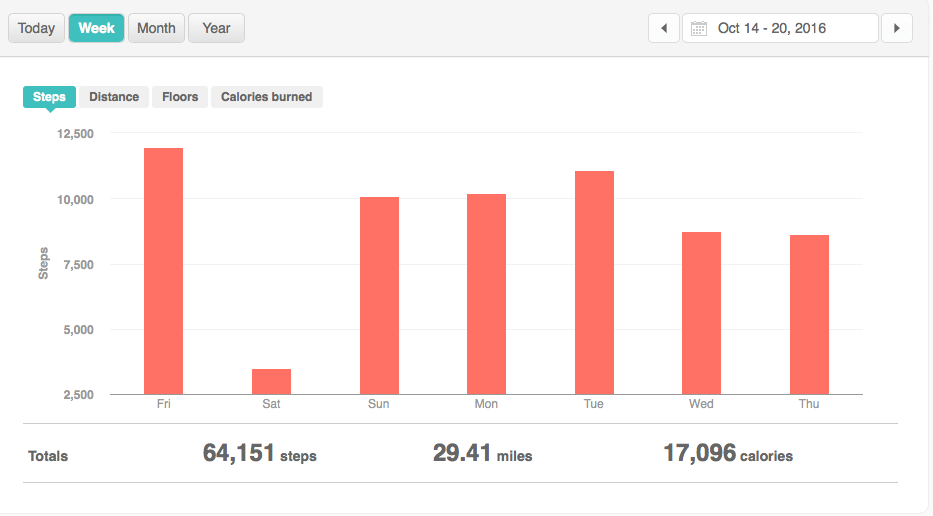 Today Week Month Year Oct 14 - 20, 2016
Steps Distance Floors Calories burned
12,500
10,000
7,500
5,000
2,500
Steps
Fri Sat Sun Mon Tue Wed Thu
Totals 64,151 steps 29.41 miles 17,096 calories